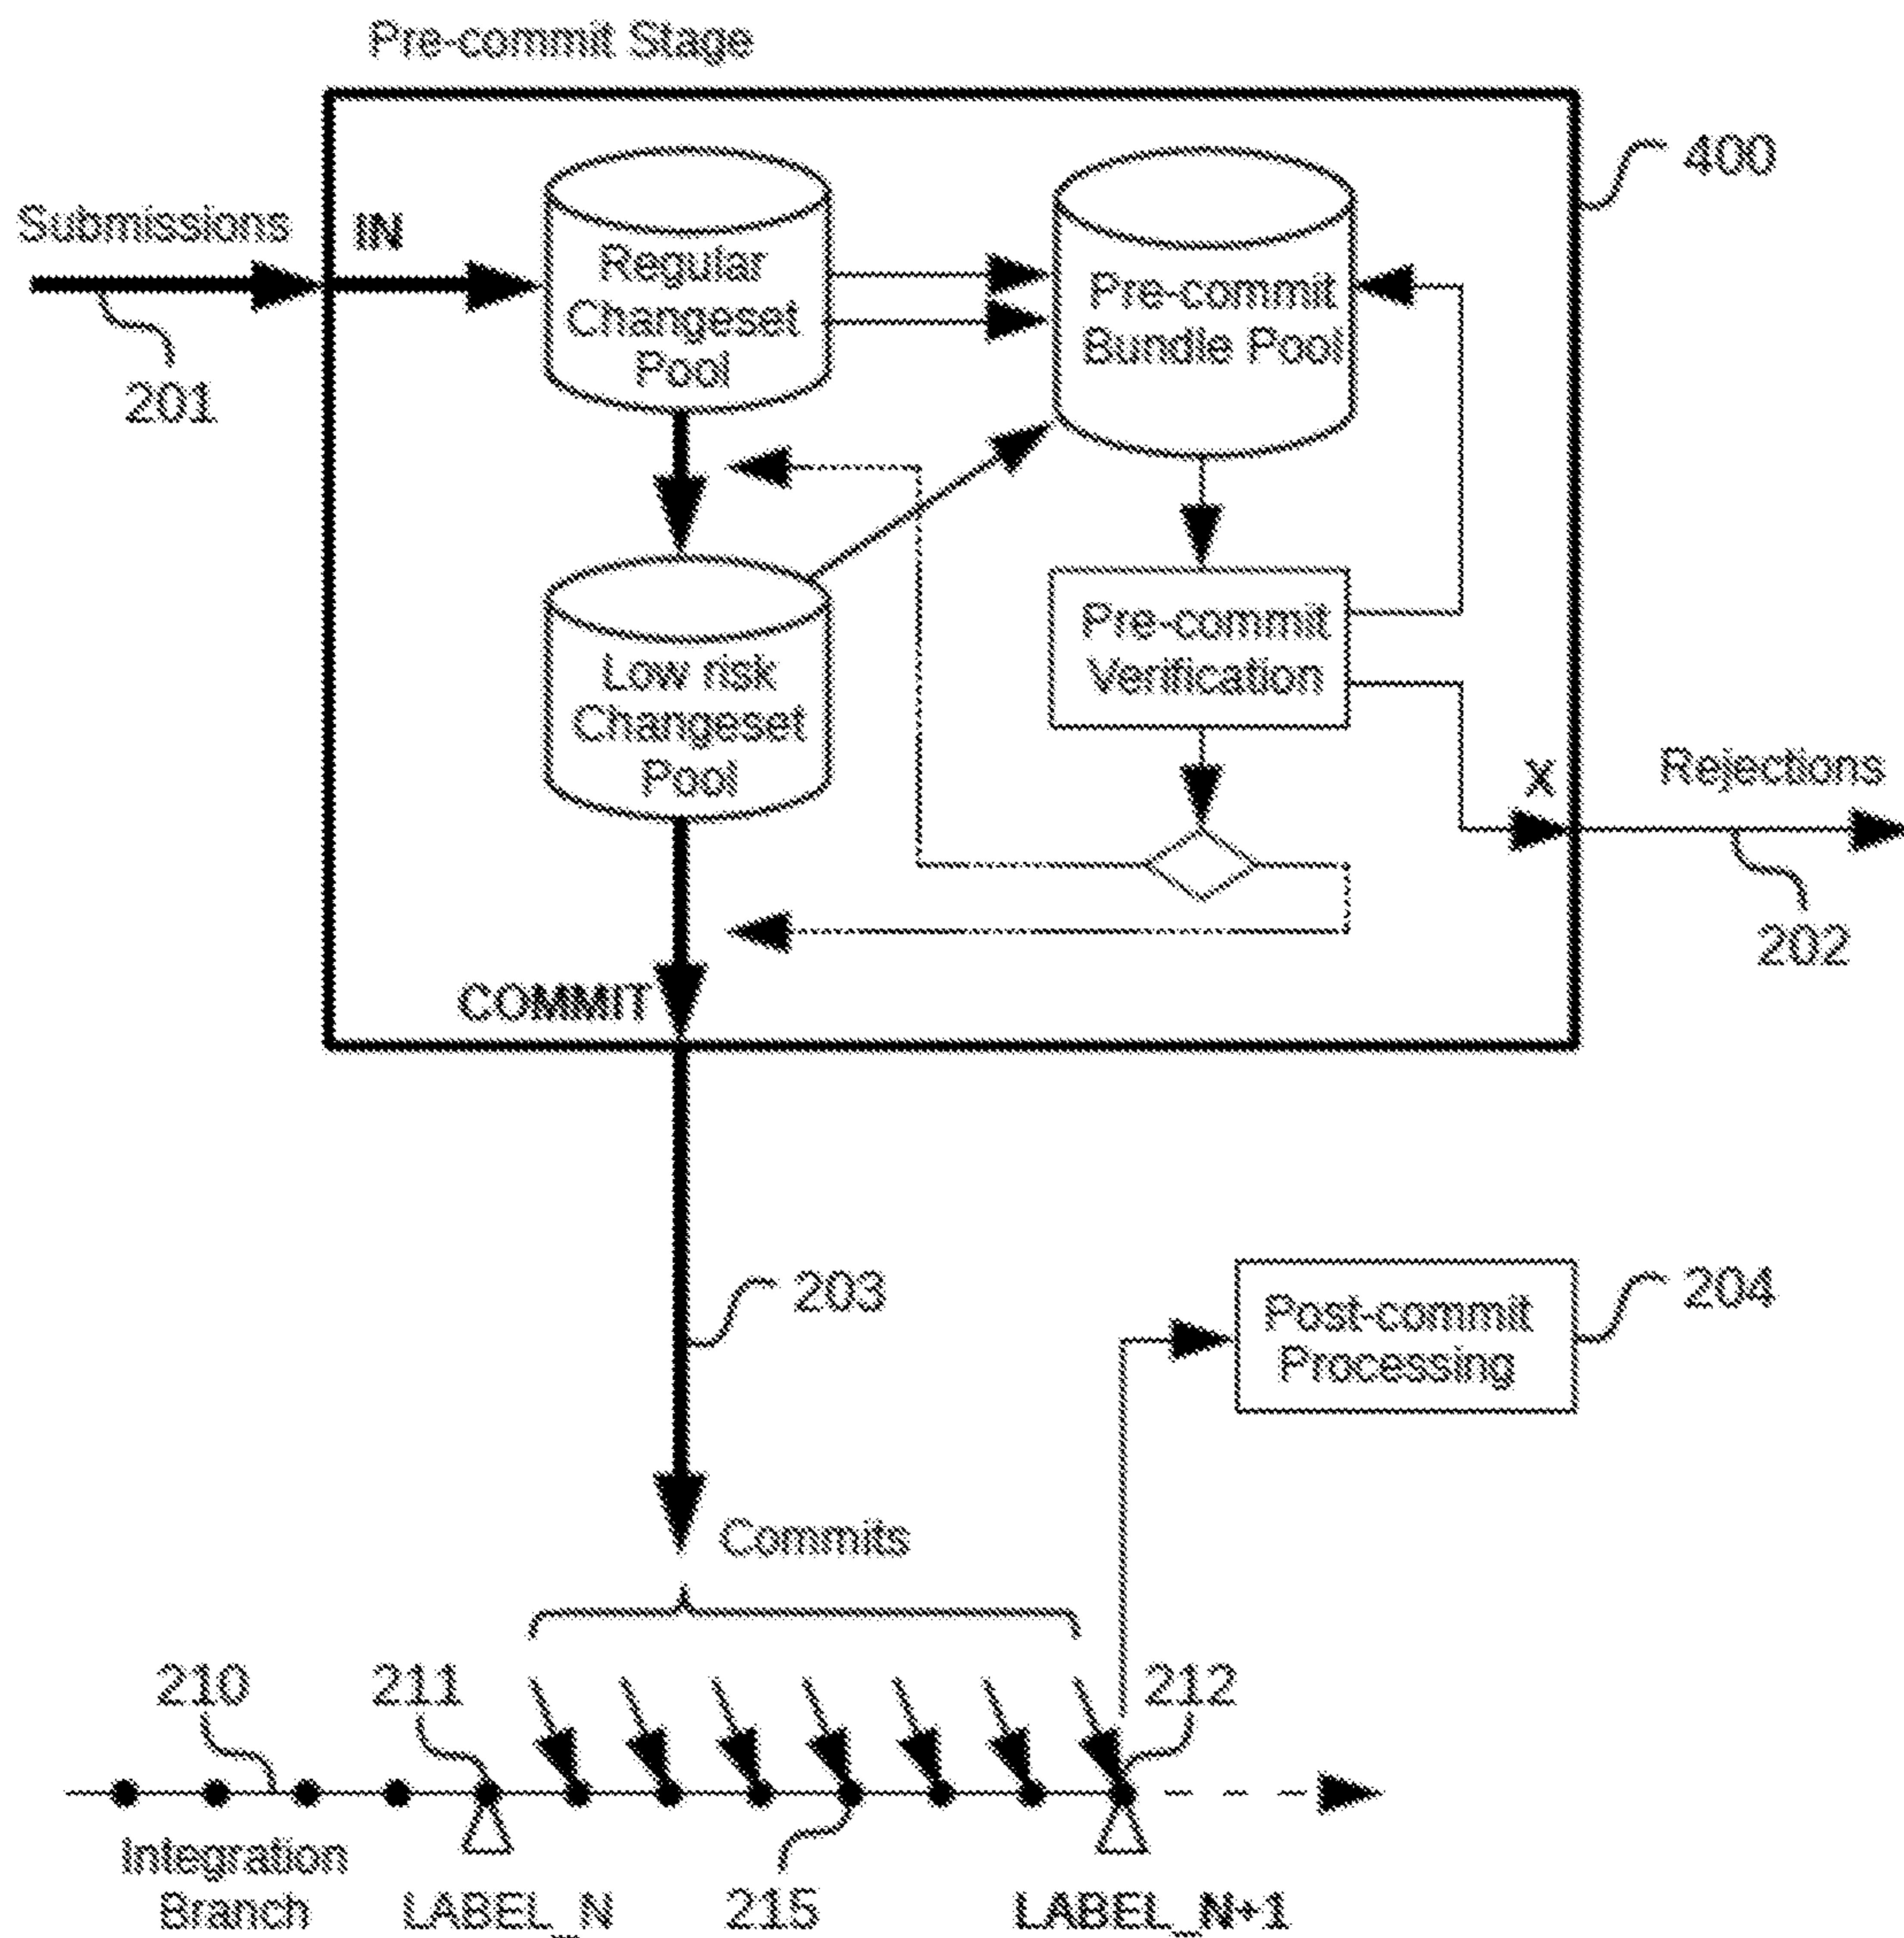 Pre-commit Stage
400
Submissions
IN
201
Regular
Changeset
Pool
Pre-commit
Bundle Pool
Low risk
Changeset
Pool
Pre-commit
Verification
X
Rejections
202
COMMIT
203
Post-commit
Processing
204
Commits
210
211
212
Integration
Branch
LABEL_N
215
LABEL_N+1